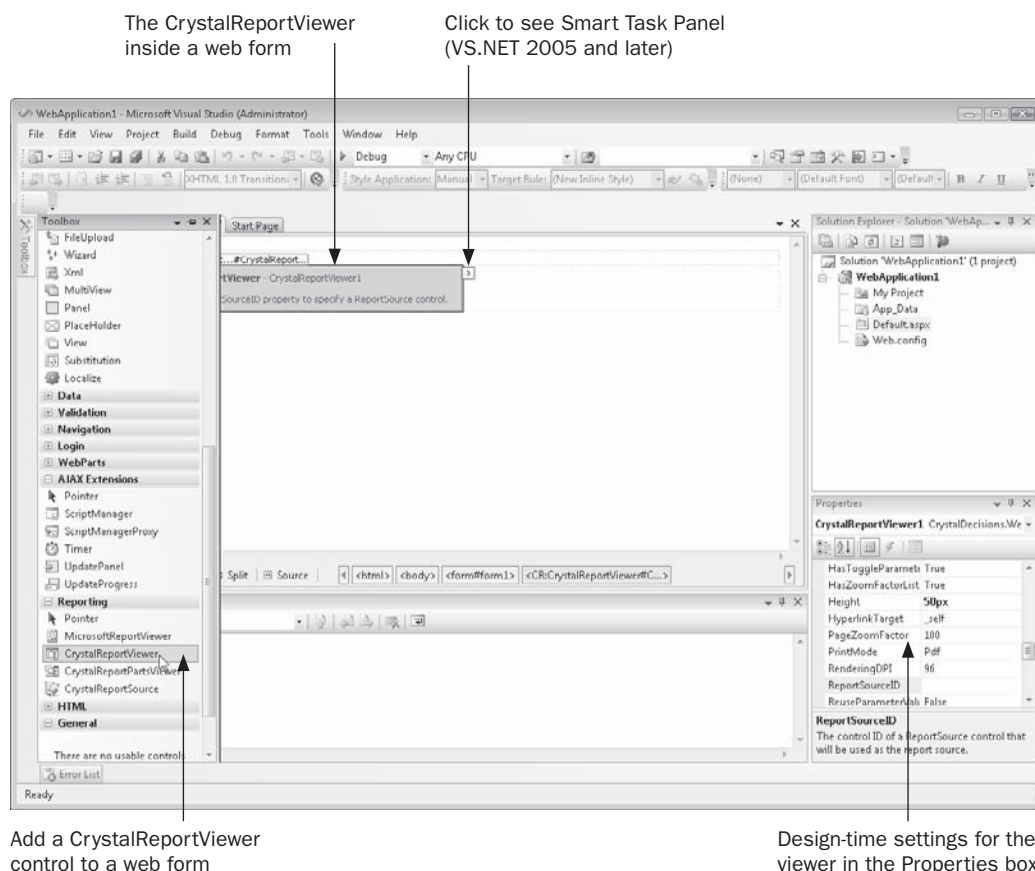 The CrystalReportViewer
inside a web form
Click to see Smart Task Panel
(VS.NET 2005 and later)
WebApplication1 - Microsoft Visual Studio (Administrator)
File Edit View Project Build Debug Format Tools Window Help
Debug Any CPU
XHTML 1.0 Transition: Style Application: Manual Target Rule: (New Inline Style) (None) (Default Font) (Default B I U
Toolbox
Toolbox
FileUpload
Wizard
Xml
MultiView
Panel
PlaceHolder
View
Substitution
Localize
Data
Validation
Navigation
Login
WebParts
AJAX Extensions
Pointer
ScriptManager
ScriptManagerProxy
Timer
UpdatePanel
UpdateProgress
Reporting
Pointer
MicrosoftReportViewer
CrystalReportViewer
CrystalReportPartsViewer
CrystalReportSource
HTML
General
There are no usable controls
Start Page
...#CrystalReport...
rtViewer - CrystalReportViewer1
SourceID property to specify a ReportSource control.
Split Source <html> <body> <form#form1> <CR:CrystalReportViewer#C...>
Solution Explorer - Solution 'WebAp...
Solution 'WebApplication1' (1 project)
WebApplication1
My Project
App_Data
Default.aspx
Web.config
Properties
CrystalReportViewer1 CrystalDecisions.We
HasToggleParamete True
HasZoomFactorList True
Height 50px
HyperlinkTarget _self
PageZoomFactor 100
PrintMode Pdf
RenderingDPI 96
ReportSourceID
ReuseParameterValu False
ReportSourceID
The control ID of a ReportSource control that
will be used as the report source.
Error List
Ready
Add a CrystalReportViewer
control to a web form
Design-time settings for the
viewer in the Properties box